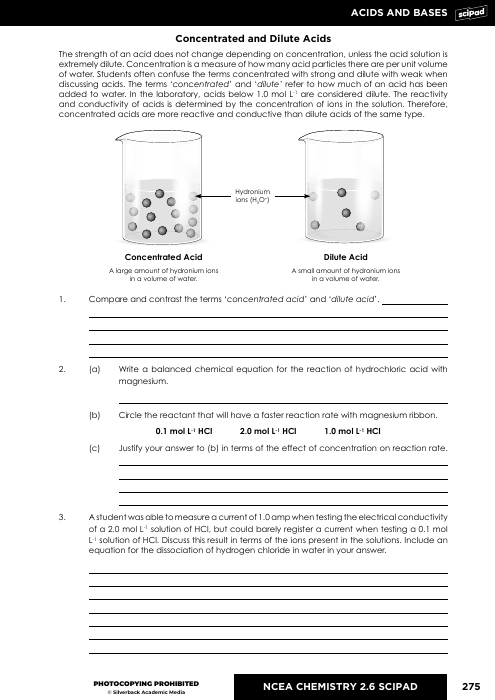 ACIDS AND BASES scipad
Concentrated and Dilute Acids
The strength of an acid does not change depending on concentration, unless the acid solution is
extremely dilute. Concentration is a measure of how many acid particles there are per unit volume
of water. Students often confuse the terms concentrated with strong and dilute with weak when
discussing acids. The terms ‘concentrated’ and ‘dilute’ refer to how much of an acid has been
added to water. In the laboratory, acids below 1.0 mol L⁻¹ are considered dilute. The reactivity
and conductivity of acids is determined by the concentration of ions in the solution. Therefore,
concentrated acids are more reactive and conductive than dilute acids of the same type.
Hydronium
ions (H₃O⁺)
Concentrated Acid
A large amount of hydronium ions
in a volume of water.
Dilute Acid
A small amount of hydronium ions
in a volume of water.
1. Compare and contrast the terms ‘concentrated acid’ and ‘dilute acid’.
2. (a) Write a balanced chemical equation for the reaction of hydrochloric acid with
magnesium.
(b) Circle the reactant that will have a faster reaction rate with magnesium ribbon.
0.1 mol L⁻¹ HCl 2.0 mol L⁻¹ HCl 1.0 mol L⁻¹ HCl
(c) Justify your answer to (b) in terms of the effect of concentration on reaction rate.
3. A student was able to measure a current of 1.0 amp when testing the electrical conductivity
of a 2.0 mol L⁻¹ solution of HCl, but could barely register a current when testing a 0.1 mol
L⁻¹ solution of HCl. Discuss this result in terms of the ions present in the solutions. Include an
equation for the dissociation of hydrogen chloride in water in your answer.
PHOTOCOPYING PROHIBITED
© Silverback Academic Media
NCEA CHEMISTRY 2.6 SCIPAD
275